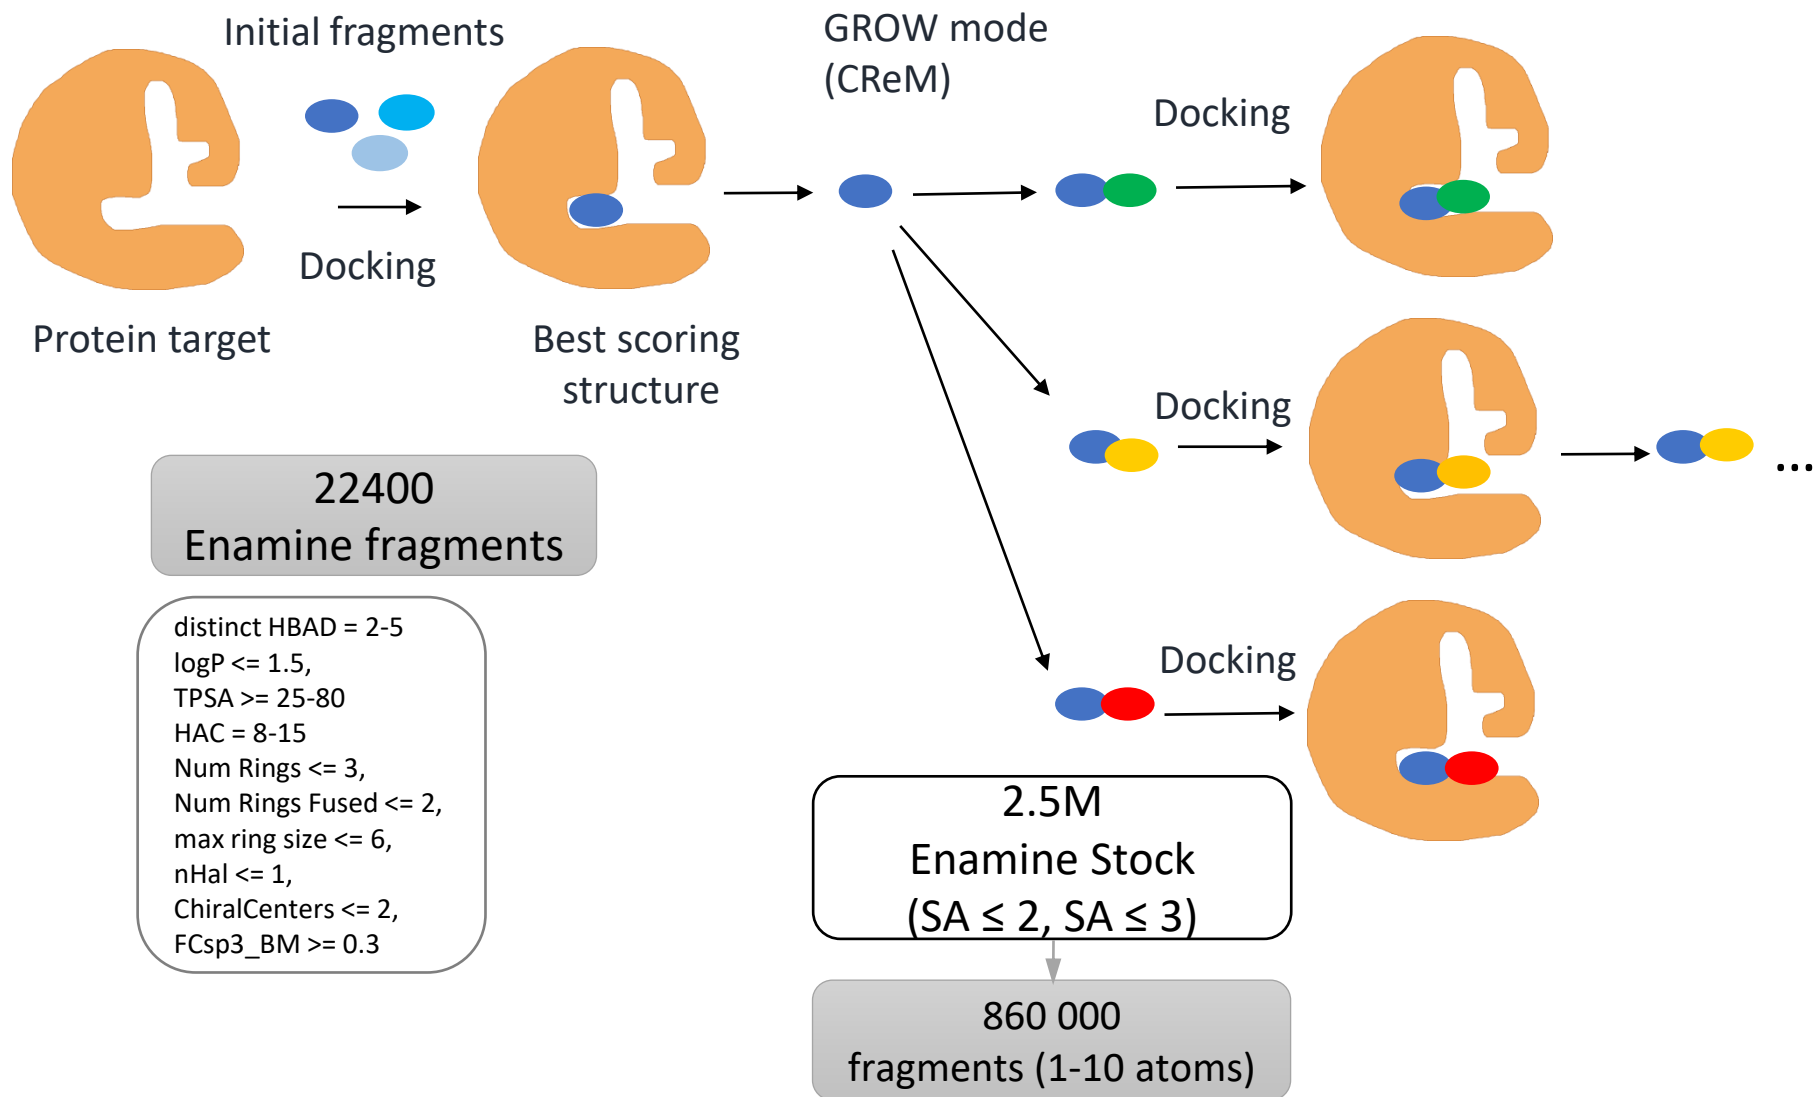 Initial fragments
Docking
Protein target
Best scoring
structure
GROW mode
(CReM)
Docking
Docking
Docking
...
22400
Enamine fragments
distinct HBAD = 2-5
logP <= 1.5,
TPSA >= 25-80
HAC = 8-15
Num Rings <= 3,
Num Rings Fused <= 2,
max ring size <= 6,
nHal <= 1,
ChiralCenters <= 2,
FCsp3_BM >= 0.3
2.5M
Enamine Stock
(SA ≤ 2, SA ≤ 3)
860 000
fragments (1-10 atoms)